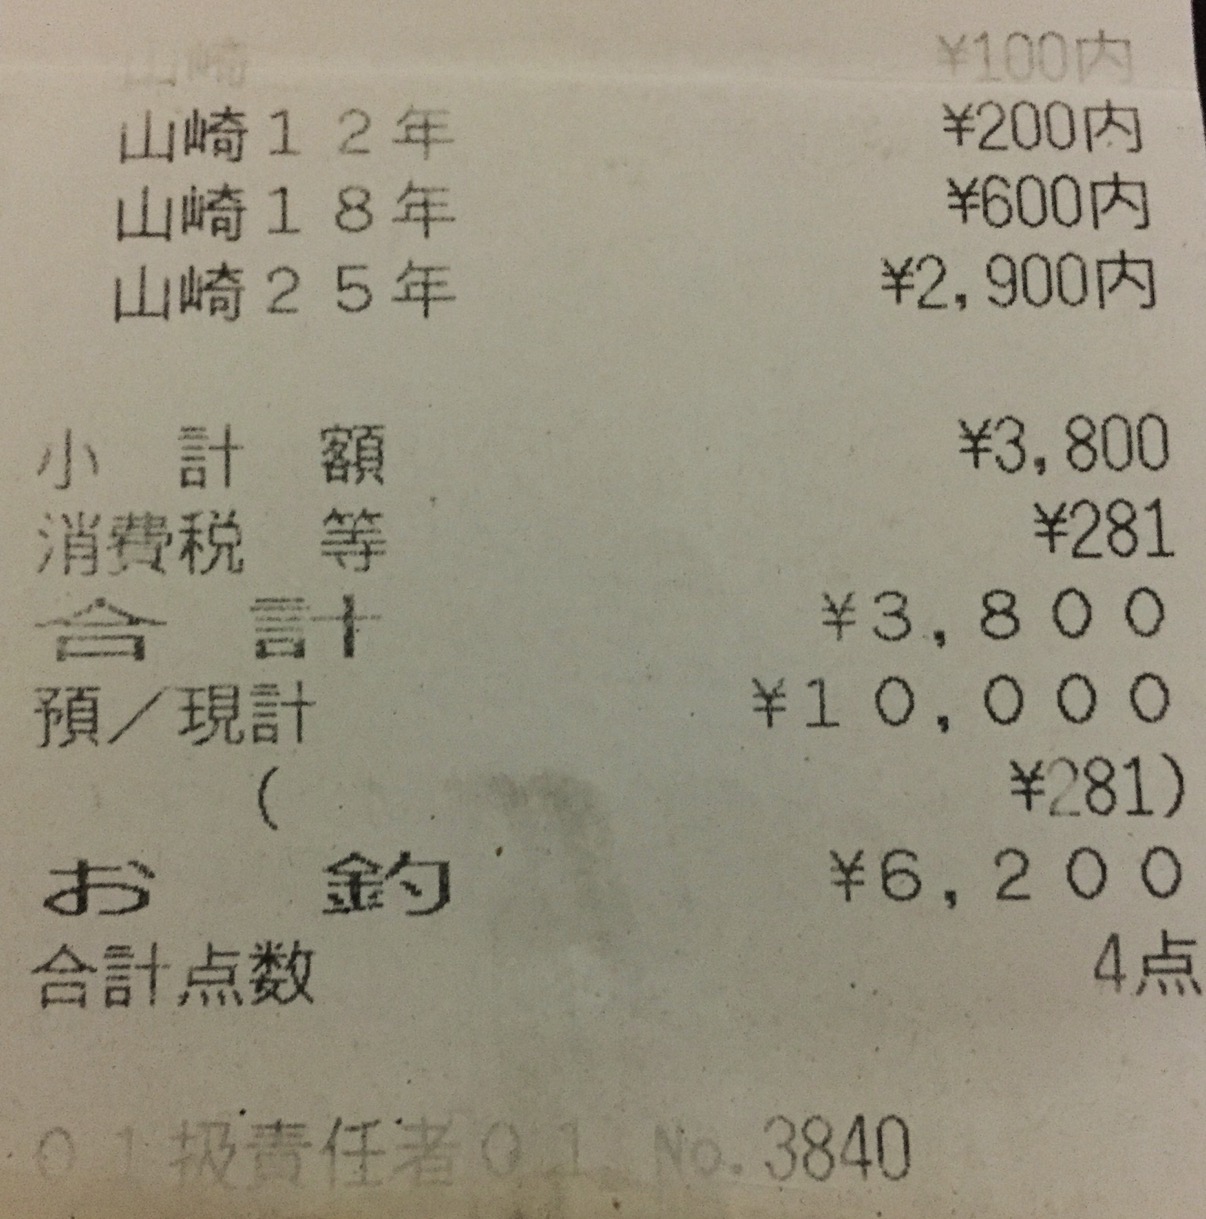 山崎 ¥100内
山崎12年 ¥200内
山崎18年 ¥600内
山崎25年 ¥2,900内
小計額 ¥3,800
消費税等 ¥281
合計 ¥3,800
預/現計 ¥10,000
( ¥281)
お釣 ¥6,200
合計点数 4点
01扱責任者01 No.3840